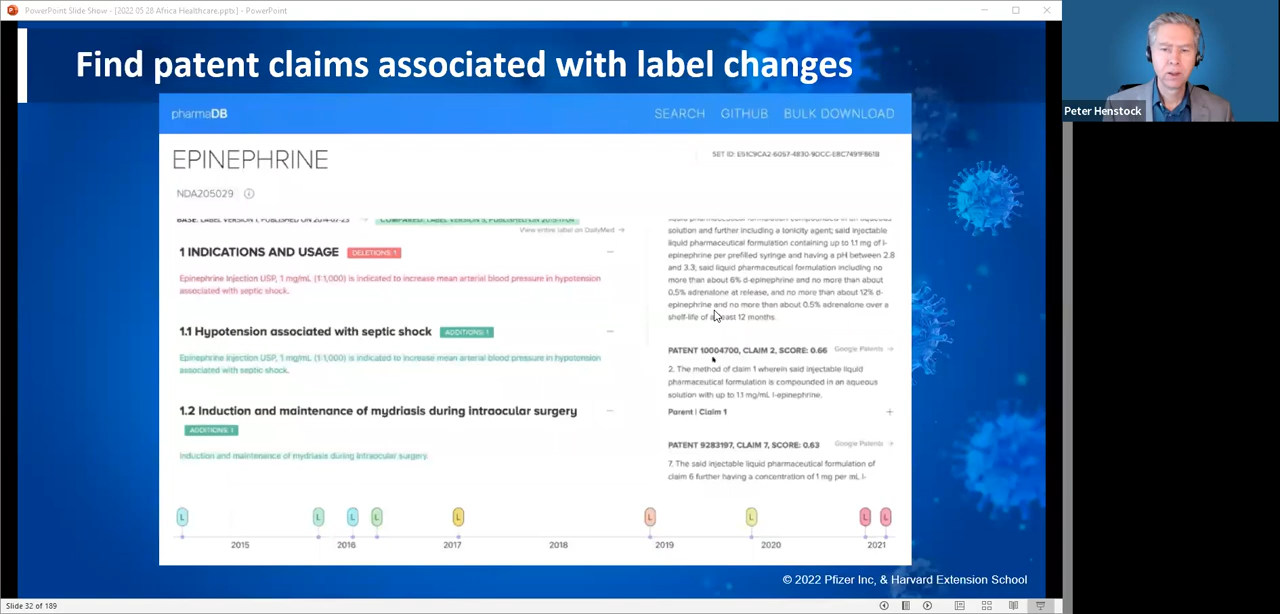 PowerPoint Slide Show - [2022 05 28 Africa Healthcare.pptx] - PowerPoint
Find patent claims associated with label changes
pharmaDB
SEARCH GITHUB BULK DOWNLOAD
EPINEPHRINE
NDA205029
1 INDICATIONS AND USAGE
DELETIONS: 1
Epinephrine Injection USP, 1 mg/mL (1:1,000) is indicated to increase mean arterial blood pressure in hypotension
associated with septic shock.
1.1 Hypotension associated with septic shock
ADDITIONS: 1
Epinephrine Injection USP, 1 mg/mL (1:1,000) is indicated to increase mean arterial blood pressure in hypotension
associated with septic shock.
1.2 Induction and maintenance of mydriasis during intraocular surgery
ADDITIONS: 1
Induction and maintenance of mydriasis during intraocular surgery.
View entire label on DailyMed →
liquid pharmaceutical formulation compounded in an aqueous
solution and further including a tonicity agent; said injectable
liquid pharmaceutical formulation containing up to 1.1 mg of l-
epinephrine per prefilled syringe and having a pH between 2.8
and 3.3, said liquid pharmaceutical formulation including no
more than about 6% d-epinephrine and no more than about
0.5% adrenalone at release, and no more than about 12% d-
epinephrine and no more than about 0.5% adrenalone over a
shelf-life of at least 12 months.
PATENT 10004700, CLAIM 2, SCORE: 0.66
Google Patents →
2. The method of claim 1 wherein said injectable liquid
pharmaceutical formulation is compounded in an aqueous
solution with up to 1.1 mg/mL l-epinephrine.
Parent | Claim 1 +
PATENT 9283197, CLAIM 7, SCORE: 0.63
Google Patents →
7. The said injectable liquid pharmaceutical formulation of
claim 6 further having a concentration of 1 mg per mL l-
L L L L L L L L L
2015 2016 2017 2018 2019 2020 2021
© 2022 Pfizer Inc, & Harvard Extension School
Slide 32 of 189
Peter Henstock